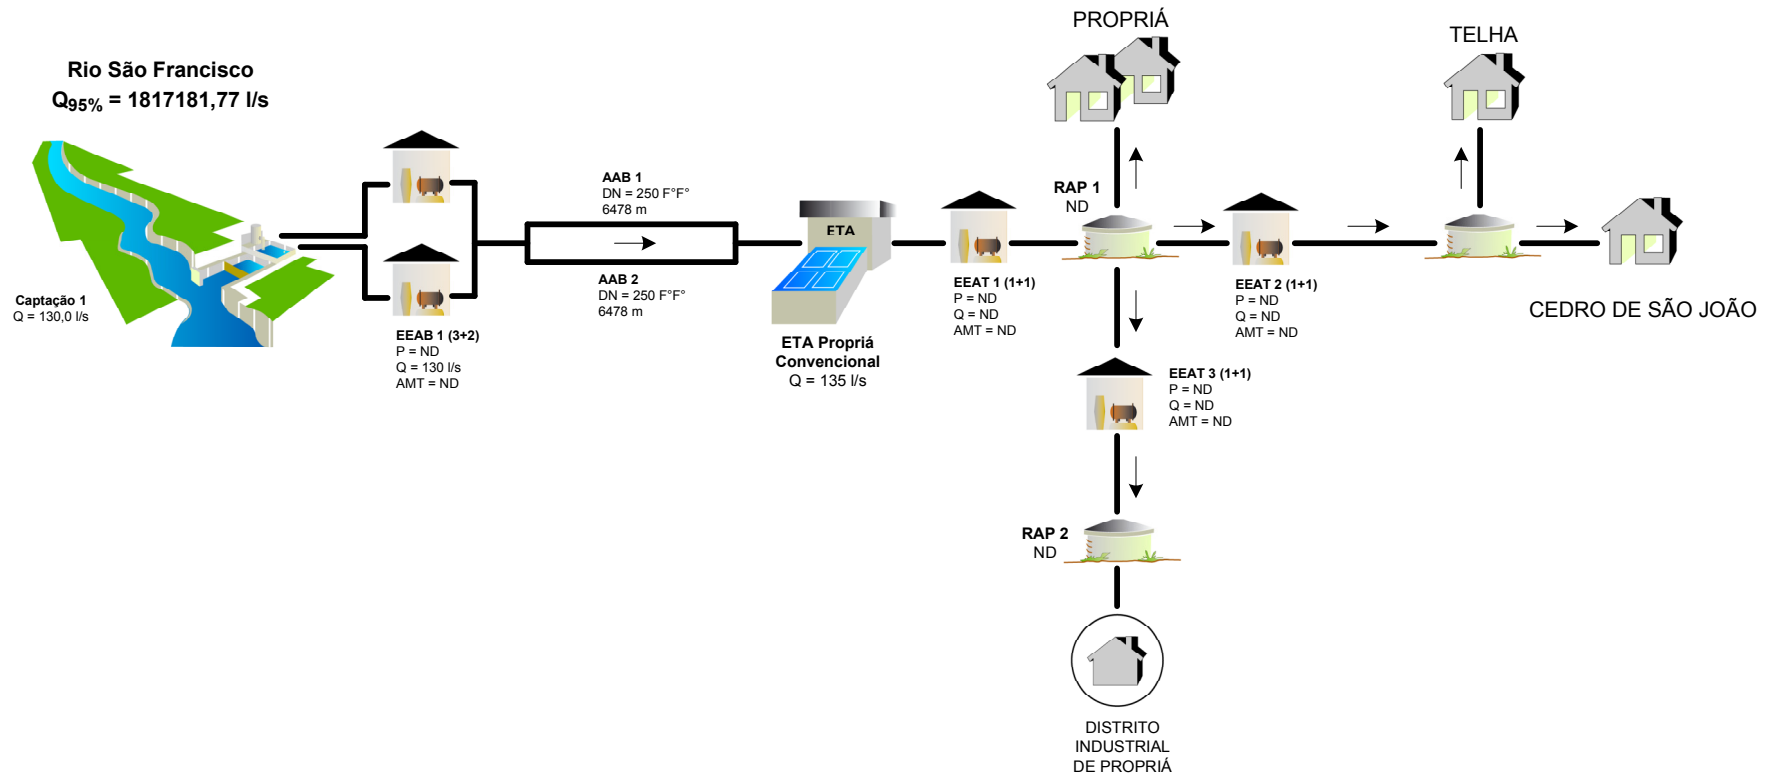 Rio São Francisco
Q95% = 1817181,77 l/s
Captação 1
Q = 130,0 l/s
EEAB 1 (3+2)
P = ND
Q = 130 l/s
AMT = ND
AAB 1
DN = 250 F°F°
6478 m
AAB 2
DN = 250 F°F°
6478 m
ETA
ETA Propriá
Convencional
Q = 135 l/s
EEAT 1 (1+1)
P = ND
Q = ND
AMT = ND
PROPRIÁ
RAP 1
ND
EEAT 2 (1+1)
P = ND
Q = ND
AMT = ND
TELHA
CEDRO DE SÃO JOÃO
EEAT 3 (1+1)
P = ND
Q = ND
AMT = ND
RAP 2
ND
DISTRITO
INDUSTRIAL
DE PROPRIÁ